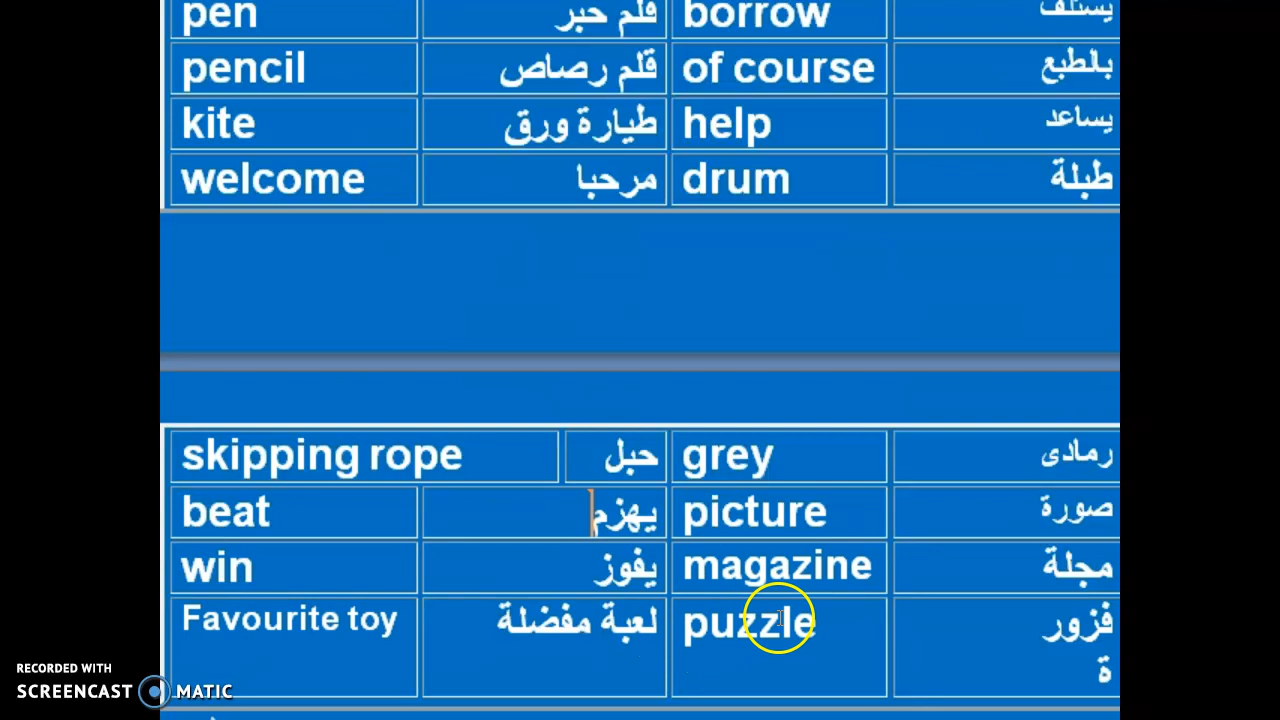 pen قلم حبر borrow يستلف
pencil قلم رصاص of course بالطبع
kite طيارة ورق help يساعد
welcome مرحبا drum طبلة
skipping rope حبل grey رمادى
beat يهزم picture صورة
win يفوز magazine مجلة
Favourite toy لعبة مفضلة puzzle فزور
ة
RECORDED WITH
SCREENCAST MATIC